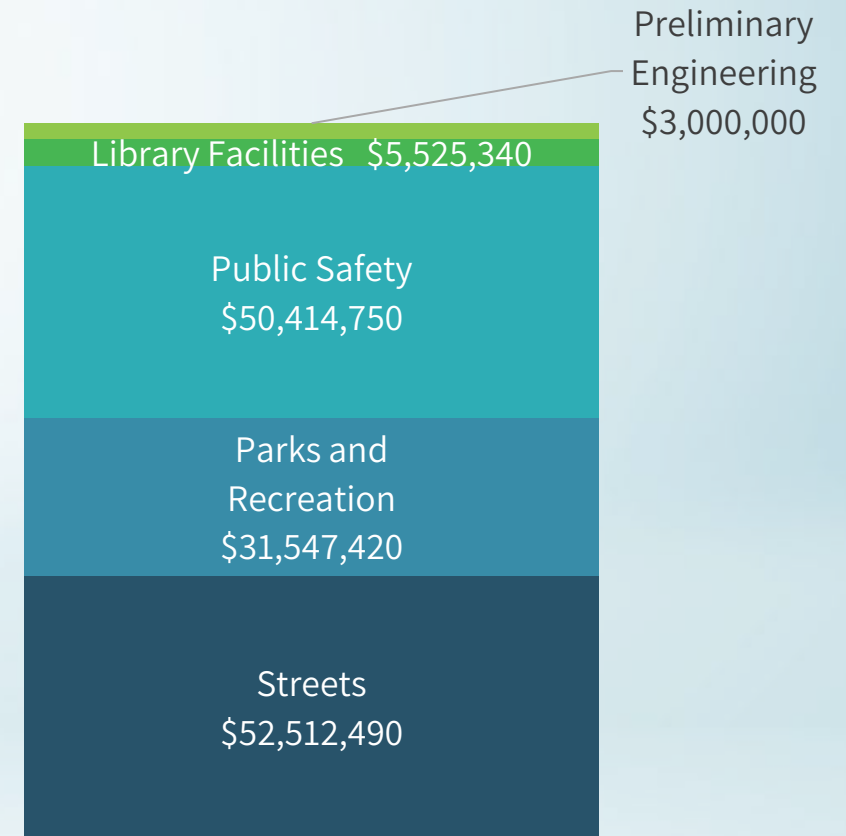 Preliminary
Engineering
$3,000,000
Library Facilities $5,525,340
Public Safety
$50,414,750
Parks and
Recreation
$31,547,420
Streets
$52,512,490